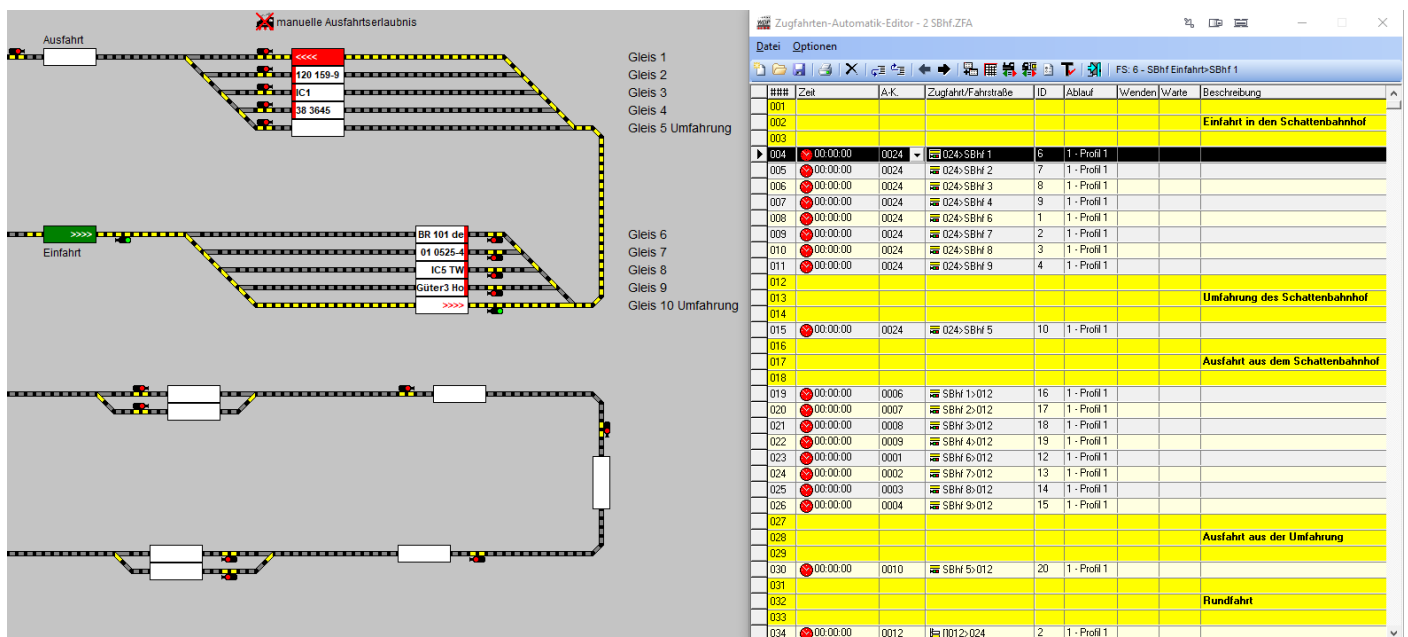 manuelle Ausfahrtserlaubnis
Ausfahrt
<<<<
Gleis 1
120 159-9
Gleis 2
IC1
Gleis 3
38 3645
Gleis 4
Gleis 5 Umfahrung
>>>>
BR 101 de
Gleis 6
Einfahrt
01 0525-4
Gleis 7
IC5 TW
Gleis 8
Güter3 Ho
Gleis 9
>>>>
Gleis 10 Umfahrung
Zugfahrten-Automatik-Editor - 2 SBhf.ZFA
Datei Optionen
FS: 6 - SBhf Einfahrt>SBhf 1
### Zeit A-K. Zugfahrt/Fahrstraße ID Ablauf Wenden Warte Beschreibung
001
002 Einfahrt in den Schattenbahnhof
003
004 00:00:00 0024 024>SBhf 1 6 1 - Profil 1
005 00:00:00 0024 024>SBhf 2 7 1 - Profil 1
006 00:00:00 0024 024>SBhf 3 8 1 - Profil 1
007 00:00:00 0024 024>SBhf 4 9 1 - Profil 1
008 00:00:00 0024 024>SBhf 6 1 1 - Profil 1
009 00:00:00 0024 024>SBhf 7 2 1 - Profil 1
010 00:00:00 0024 024>SBhf 8 3 1 - Profil 1
011 00:00:00 0024 024>SBhf 9 4 1 - Profil 1
012
013 Umfahrung des Schattenbahnhof
014
015 00:00:00 0024 024>SBhf 5 10 1 - Profil 1
016
017 Ausfahrt aus dem Schattenbahnhof
018
019 00:00:00 0006 SBhf 1>012 16 1 - Profil 1
020 00:00:00 0007 SBhf 2>012 17 1 - Profil 1
021 00:00:00 0008 SBhf 3>012 18 1 - Profil 1
022 00:00:00 0009 SBhf 4>012 19 1 - Profil 1
023 00:00:00 0001 SBhf 6>012 12 1 - Profil 1
024 00:00:00 0002 SBhf 7>012 13 1 - Profil 1
025 00:00:00 0003 SBhf 8>012 14 1 - Profil 1
026 00:00:00 0004 SBhf 9>012 15 1 - Profil 1
027
028 Ausfahrt aus der Umfahrung
029
030 00:00:00 0010 SBhf 5>012 20 1 - Profil 1
031
032 Rundfahrt
033
034 00:00:00 0012 []012>024 2 1 - Profil 1